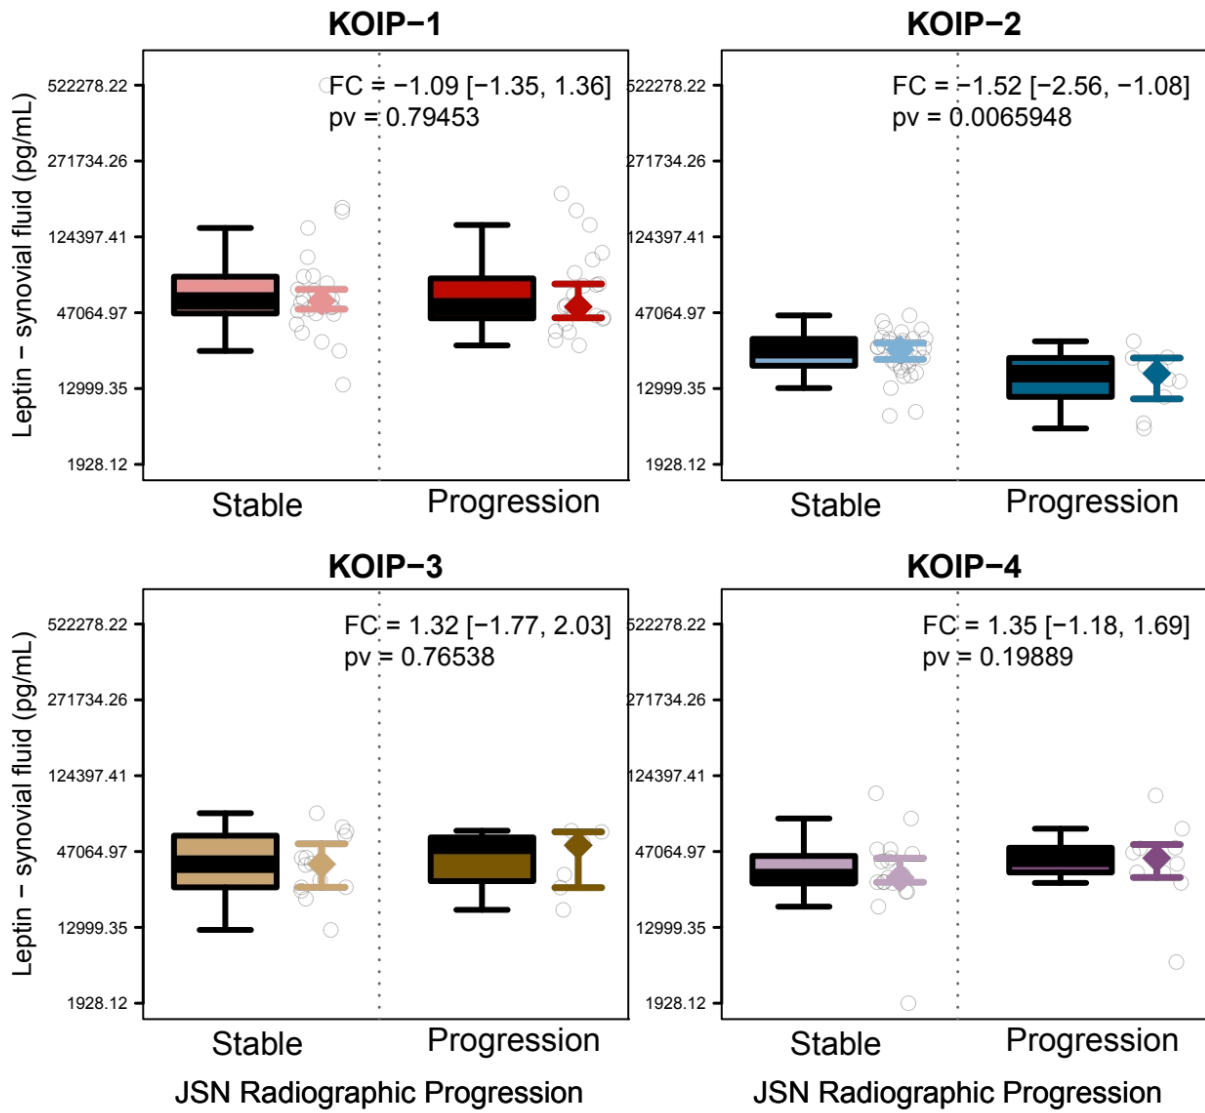 KOIP−1
KOIP−2
Leptin − synovial fluid (pg/mL)
522278.22
271734.26
124397.41
47064.97
12999.35
1928.12
FC = −1.09 [−1.35, 1.36]
pv = 0.79453
Stable
Progression
522278.22
271734.26
124397.41
47064.97
12999.35
1928.12
FC = −1.52 [−2.56, −1.08]
pv = 0.0065948
Stable
Progression
KOIP−3
KOIP−4
Leptin − synovial fluid (pg/mL)
522278.22
271734.26
124397.41
47064.97
12999.35
1928.12
FC = 1.32 [−1.77, 2.03]
pv = 0.76538
Stable
Progression
JSN Radiographic Progression
522278.22
271734.26
124397.41
47064.97
12999.35
1928.12
FC = 1.35 [−1.18, 1.69]
pv = 0.19889
Stable
Progression
JSN Radiographic Progression